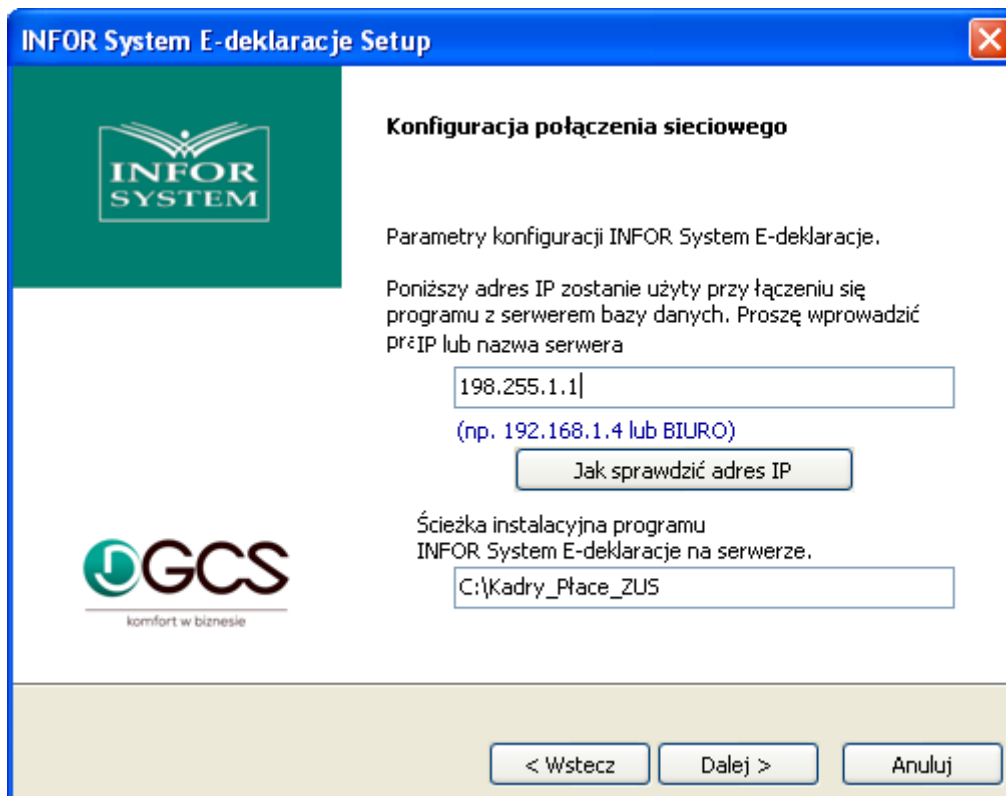 INFOR System E-deklaracje Setup
INFOR
SYSTEM
Konfiguracja połączenia sieciowego
Parametry konfiguracji INFOR System E-deklaracje.
Poniższy adres IP zostanie użyty przy łączeniu się
programu z serwerem bazy danych. Proszę wprowadzić
IP lub nazwa serwera
198.255.1.1
(np. 192.168.1.4 lub BIURO)
Jak sprawdzić adres IP
Ścieżka instalacyjna programu
INFOR System E-deklaracje na serwerze.
C:\Kadry_Płace_ZUS
GCS
komfort w biznesie
< Wstecz
Dalej >
Anuluj